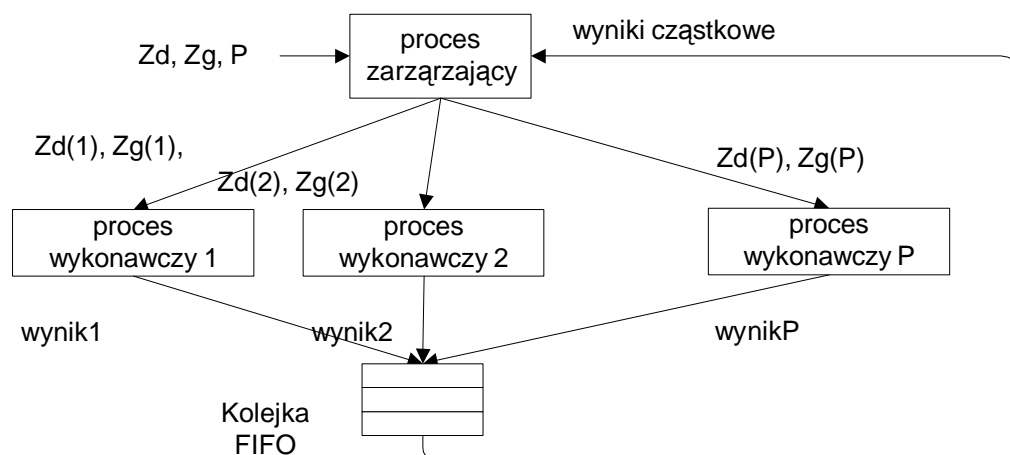 proces
zarząrzający
wyniki cząstkowe
Zd, Zg, P
Zd(1), Zg(1),
Zd(2), Zg(2)
Zd(P), Zg(P)
proces
wykonawczy 1
proces
wykonawczy 2
proces
wykonawczy P
wynik1
wynik2
wynikP
Kolejka
FIFO